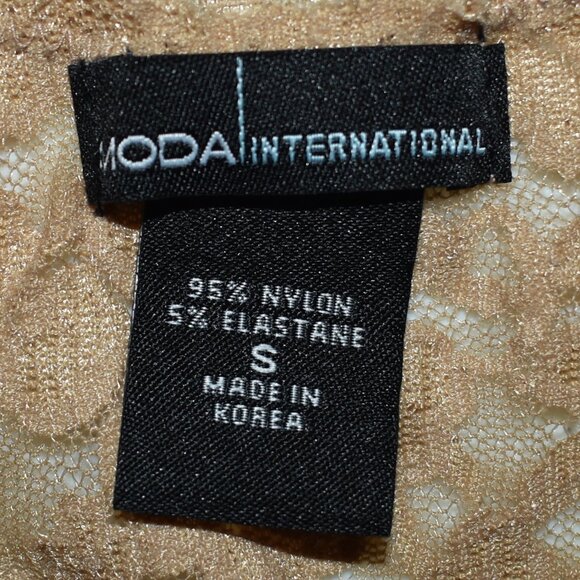 MODA INTERNATIONAL
95% NYLON
5% ELASTANE
S
MADE IN
KOREA